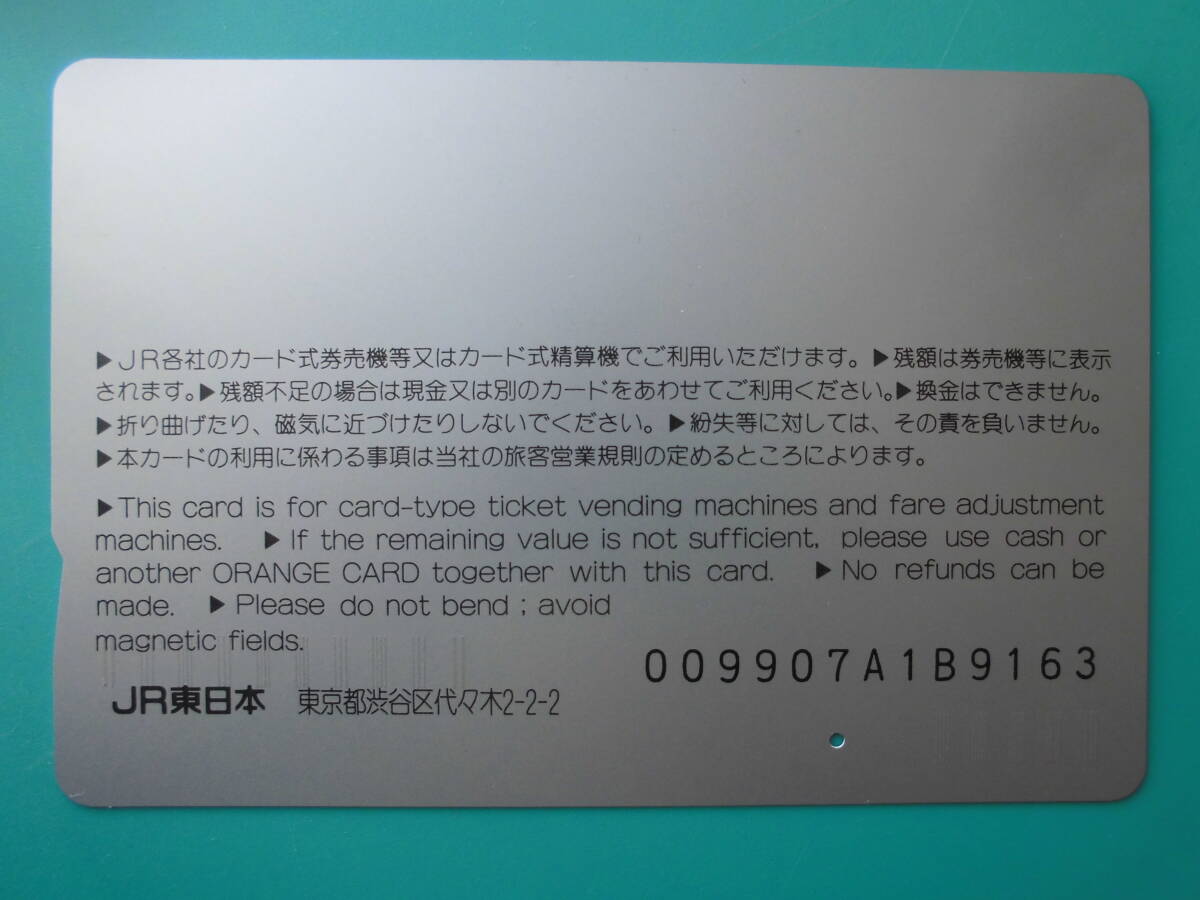 ▶JR各社のカード式券売機等又はカード式精算機でご利用いただけます。▶残額は券売機等に表示
されます。▶残額不足の場合は現金又は別のカードをあわせてご利用ください。▶換金はできません。
▶折り曲げたり、磁気に近づけたりしないでください。▶紛失等に対しては、その責を負いません。
▶本カードの利用に係わる事項は当社の旅客営業規則の定めるところによります。
▶This card is for card-type ticket vending machines and fare adjustment
machines. ▶If the remaining value is not sufficient, please use cash or
another ORANGE CARD together with this card. ▶No refunds can be
made. ▶Please do not bend ; avoid
magnetic fields.
009907A1B9163
JR東日本 東京都渋谷区代々木2-2-2